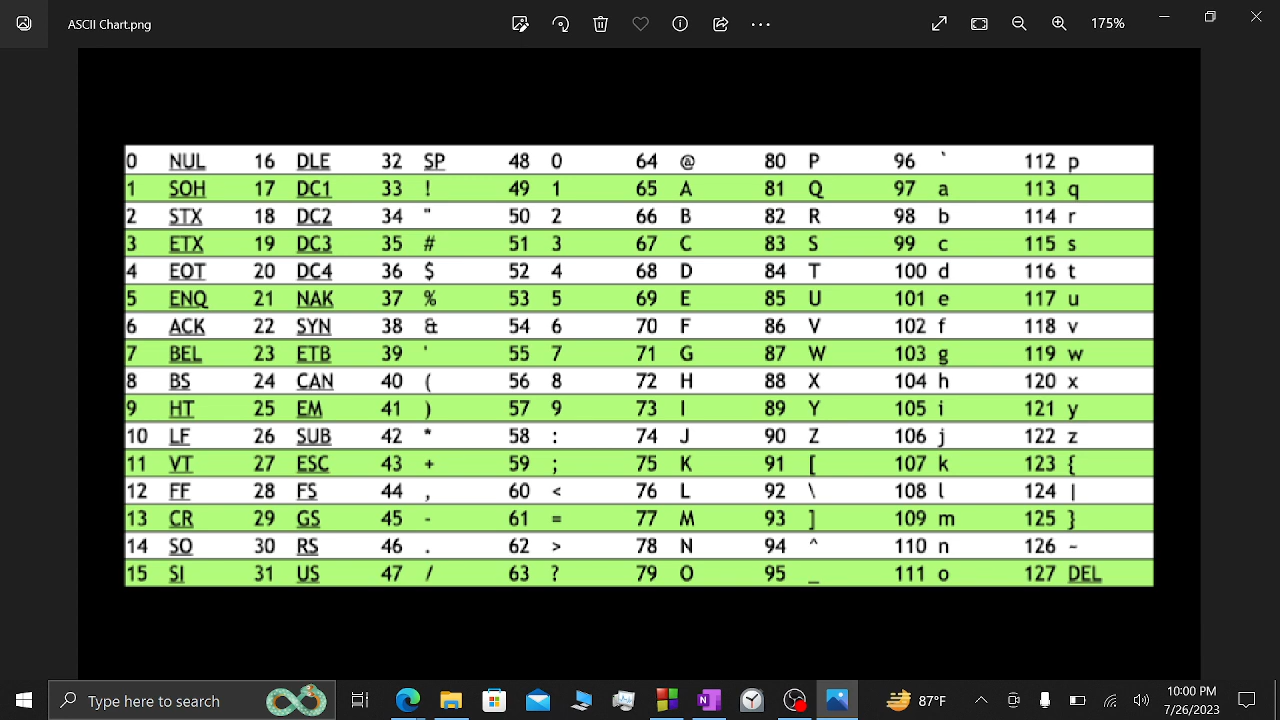 ASCII Chart.png
175%
0 NUL 16 DLE 32 SP 48 0 64 @ 80 P 96 ` 112 p
1 SOH 17 DC1 33 ! 49 1 65 A 81 Q 97 a 113 q
2 STX 18 DC2 34 " 50 2 66 B 82 R 98 b 114 r
3 ETX 19 DC3 35 # 51 3 67 C 83 S 99 c 115 s
4 EOT 20 DC4 36 $ 52 4 68 D 84 T 100 d 116 t
5 ENQ 21 NAK 37 % 53 5 69 E 85 U 101 e 117 u
6 ACK 22 SYN 38 & 54 6 70 F 86 V 102 f 118 v
7 BEL 23 ETB 39 ' 55 7 71 G 87 W 103 g 119 w
8 BS 24 CAN 40 ( 56 8 72 H 88 X 104 h 120 x
9 HT 25 EM 41 ) 57 9 73 I 89 Y 105 i 121 y
10 LF 26 SUB 42 * 58 : 74 J 90 Z 106 j 122 z
11 VT 27 ESC 43 + 59 ; 75 K 91 [ 107 k 123 {
12 FF 28 FS 44 , 60 < 76 L 92 \ 108 l 124 |
13 CR 29 GS 45 - 61 = 77 M 93 ] 109 m 125 }
14 SO 30 RS 46 . 62 > 78 N 94 ^ 110 n 126 ~
15 SI 31 US 47 / 63 ? 79 O 95 _ 111 o 127 DEL
Type here to search
87°F
10:00 PM
7/26/2023